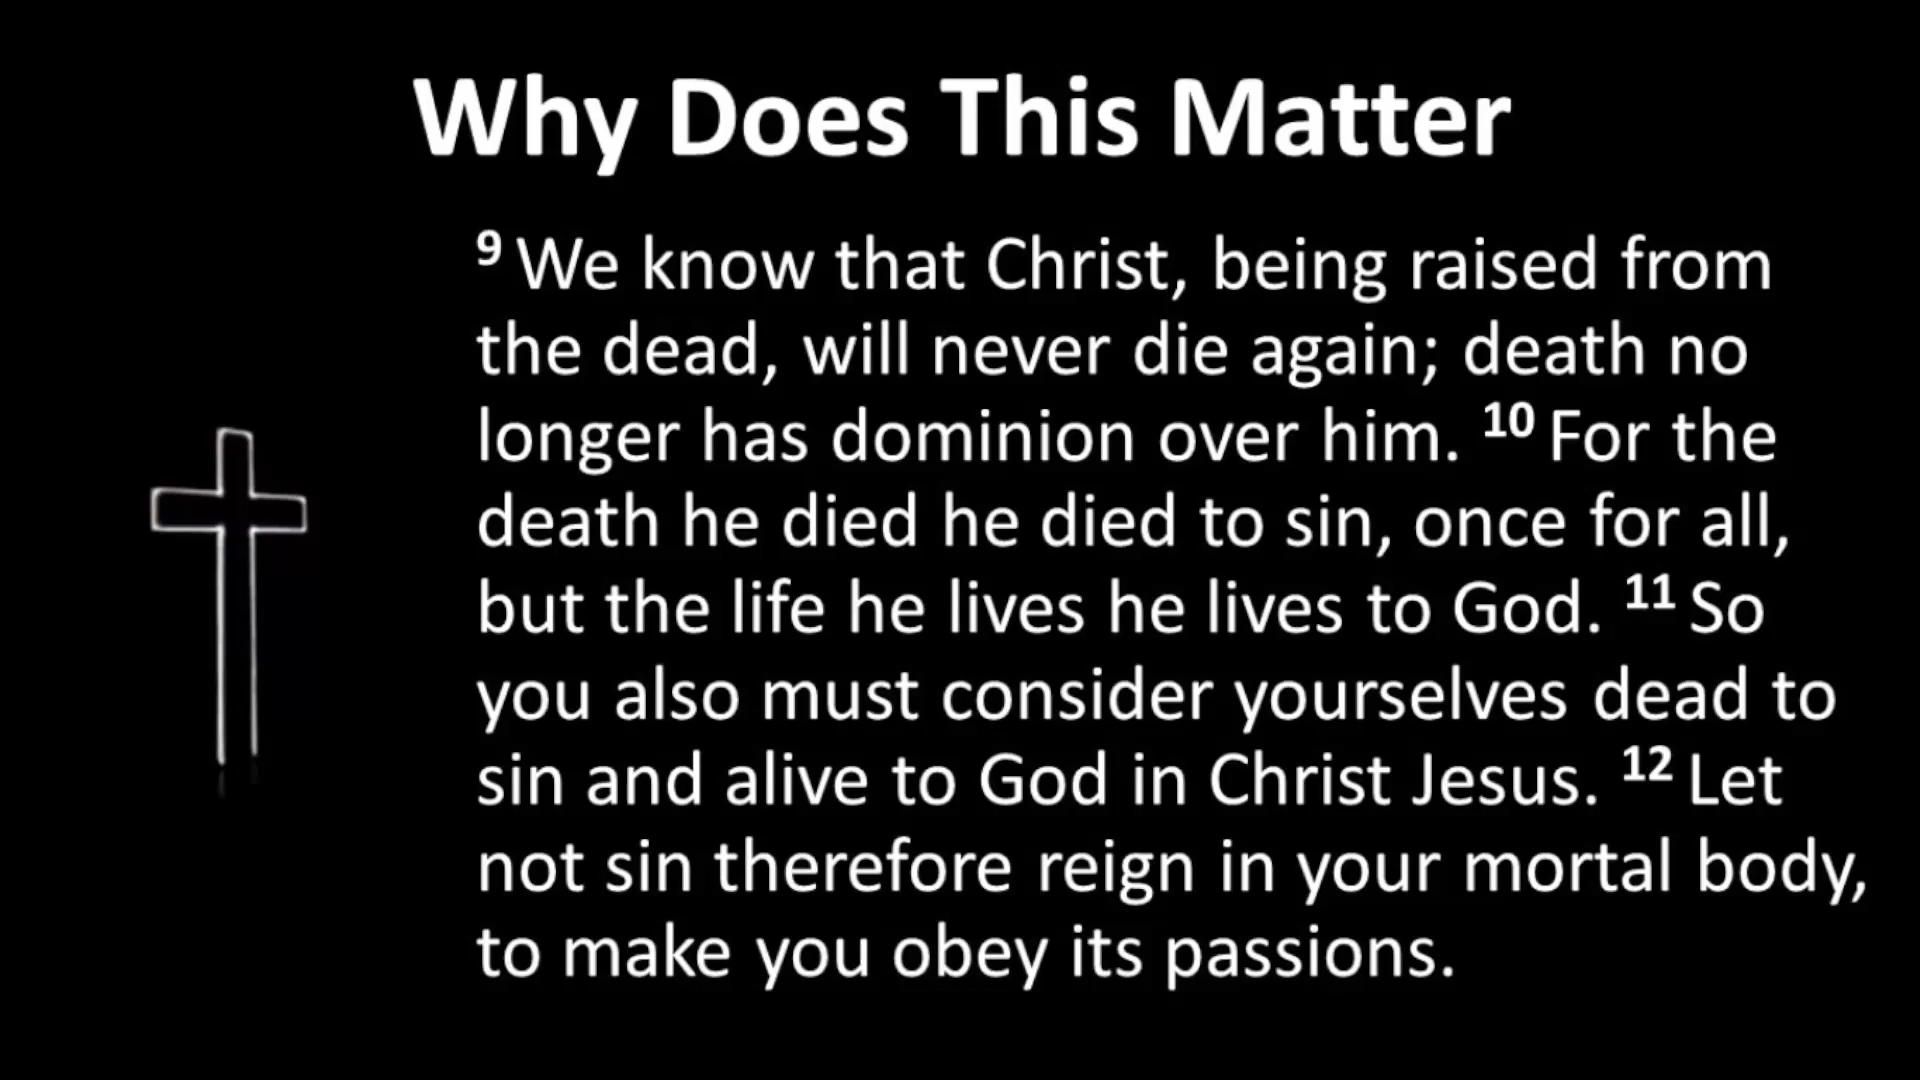 Why Does This Matter
9 We know that Christ, being raised from
the dead, will never die again; death no
longer has dominion over him. 10 For the
death he died he died to sin, once for all,
but the life he lives he lives to God. 11 So
you also must consider yourselves dead to
sin and alive to God in Christ Jesus. 12 Let
not sin therefore reign in your mortal body,
to make you obey its passions.